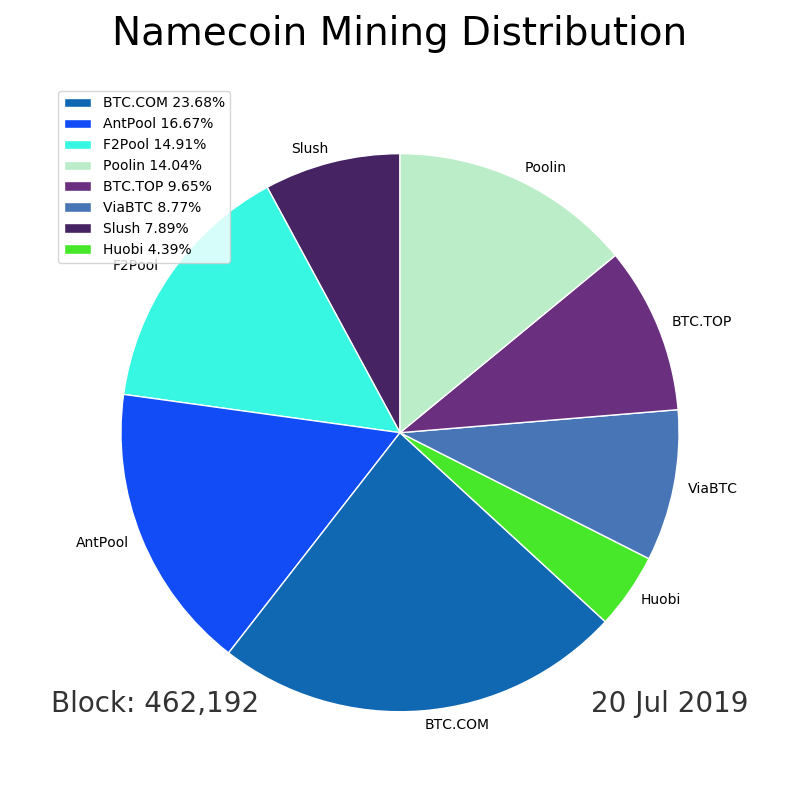 Namecoin Mining Distribution
BTC.COM 23.68%
AntPool 16.67%
F2Pool 14.91%
Poolin 14.04%
BTC.TOP 9.65%
ViaBTC 8.77%
Slush 7.89%
Huobi 4.39%
Slush
Poolin
F2Pool
BTC.TOP
ViaBTC
AntPool
Huobi
BTC.COM
Block: 462,192
20 Jul 2019